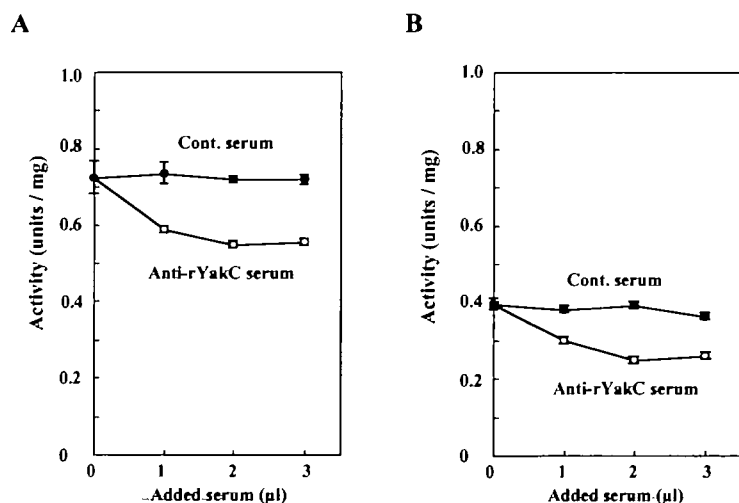 A
Activity (units / mg)
1.0
0.8
0.6
0.4
0.2
0
Cont. serum
Anti-rYakC serum
0 1 2 3
Added serum (µl)
B
Activity (units / mg)
1.0
0.8
0.6
0.4
0.2
0
Cont. serum
Anti-rYakC serum
0 1 2 3
Added serum (µl)